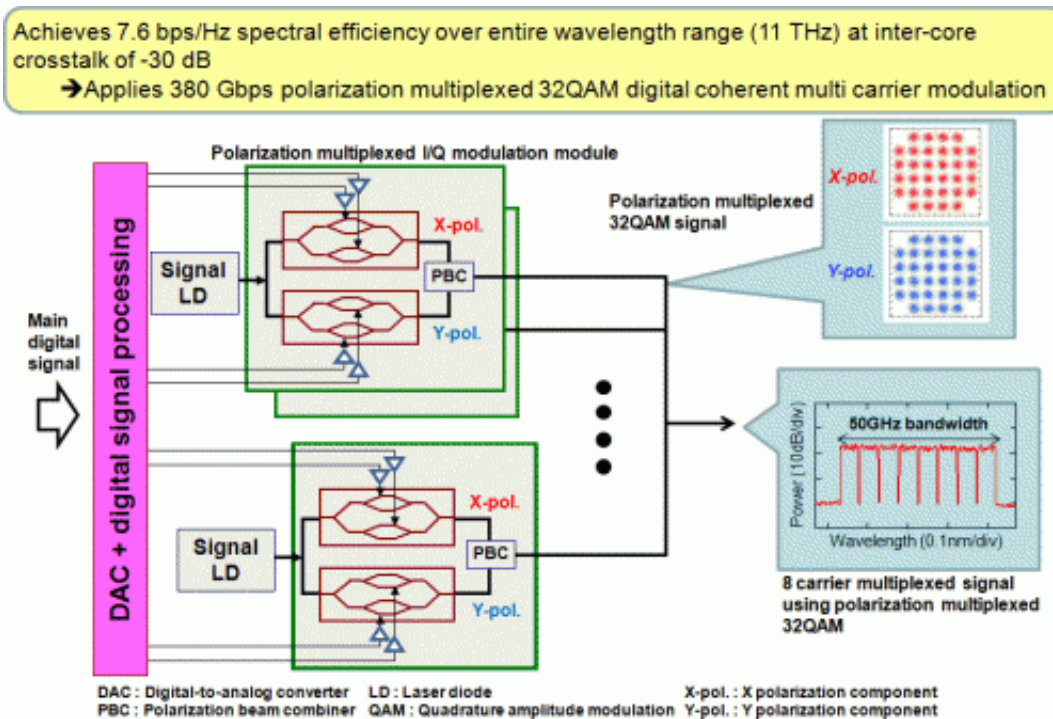 Achieves 7.6 bps/Hz spectral efficiency over entire wavelength range (11 THz) at inter-core
crosstalk of -30 dB
➔Applies 380 Gbps polarization multiplexed 32QAM digital coherent multi carrier modulation
Polarization multiplexed I/Q modulation module
Main
digital
signal
DAC + digital signal processing
Signal
LD
X-pol.
PBC
Y-pol.
Polarization multiplexed
32QAM signal
X-pol.
Y-pol.
Signal
LD
X-pol.
PBC
Y-pol.
50GHz bandwidth
Power (10dB/div)
Wavelength (0.1nm/div)
8 carrier multiplexed signal
using polarization multiplexed
32QAM
DAC : Digital-to-analog converter LD : Laser diode X-pol. : X polarization component
PBC : Polarization beam combiner QAM : Quadrature amplitude modulation Y-pol. : Y polarization component